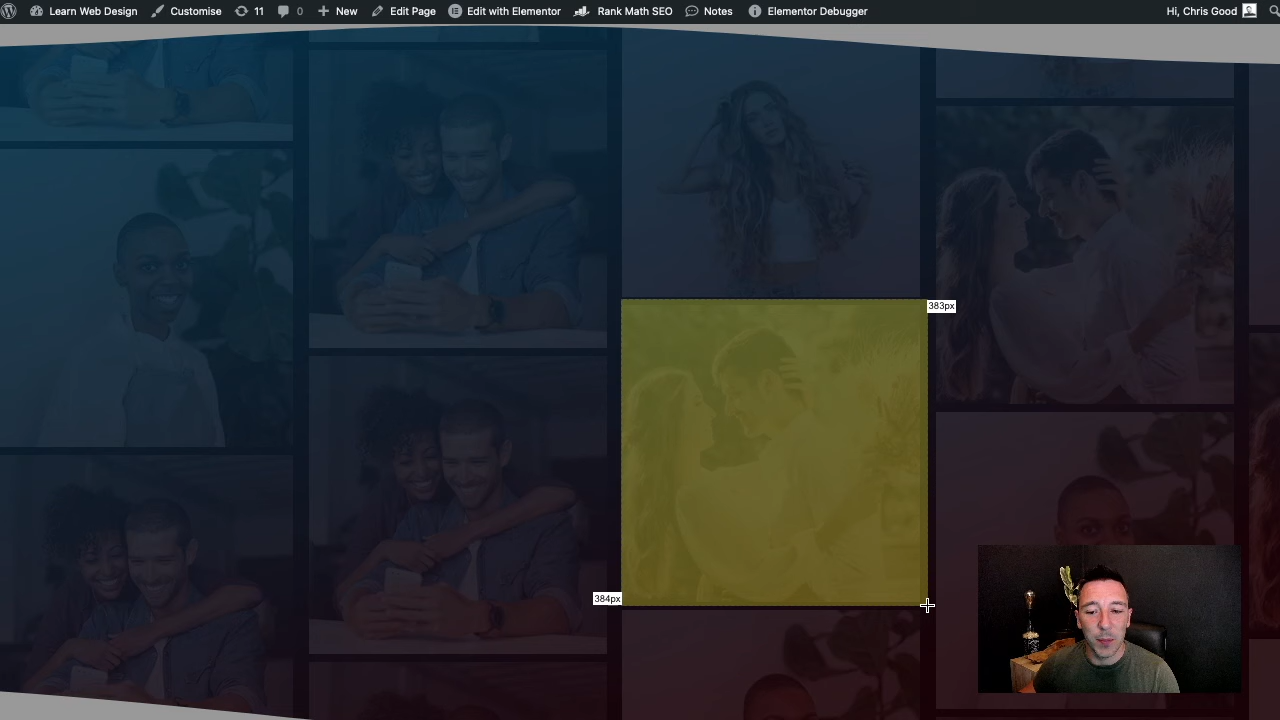 Learn Web Design Customise 11 0 New Edit Page Edit with Elementor Rank Math SEO Notes Elementor Debugger Hi, Chris Good
383px
384px